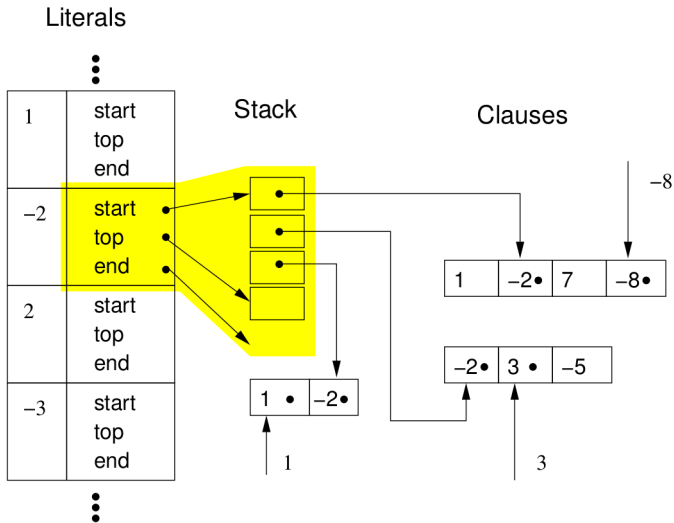 Literals
Stack
Clauses
1
start
top
end
−2
start
top
end
2
start
top
end
−3
start
top
end
−8
1 −2 7 −8
−2 3 −5
1 −2
1
3